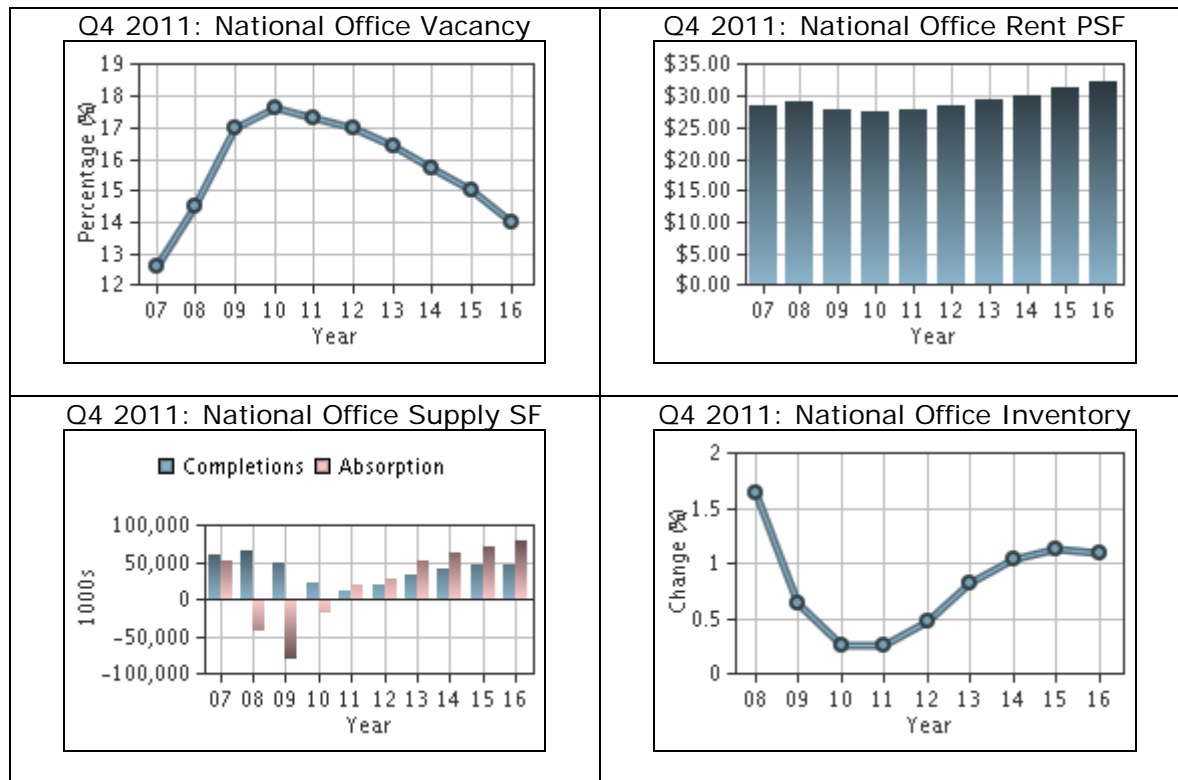 Q4 2011: National Office Vacancy
19
18
17
16
15
14
13
12
Percentage (%)
07 08 09 10 11 12 13 14 15 16
Year
Q4 2011: National Office Rent PSF
$35.00
$30.00
$25.00
$20.00
$15.00
$10.00
$5.00
$0.00
07 08 09 10 11 12 13 14 15 16
Year
Q4 2011: National Office Supply SF
Completions Absorption
100,000
50,000
0
-50,000
-100,000
1000s
07 08 09 10 11 12 13 14 15 16
Year
Q4 2011: National Office Inventory
2
1.5
1
0.5
0
Change (%)
08 09 10 11 12 13 14 15 16
Year